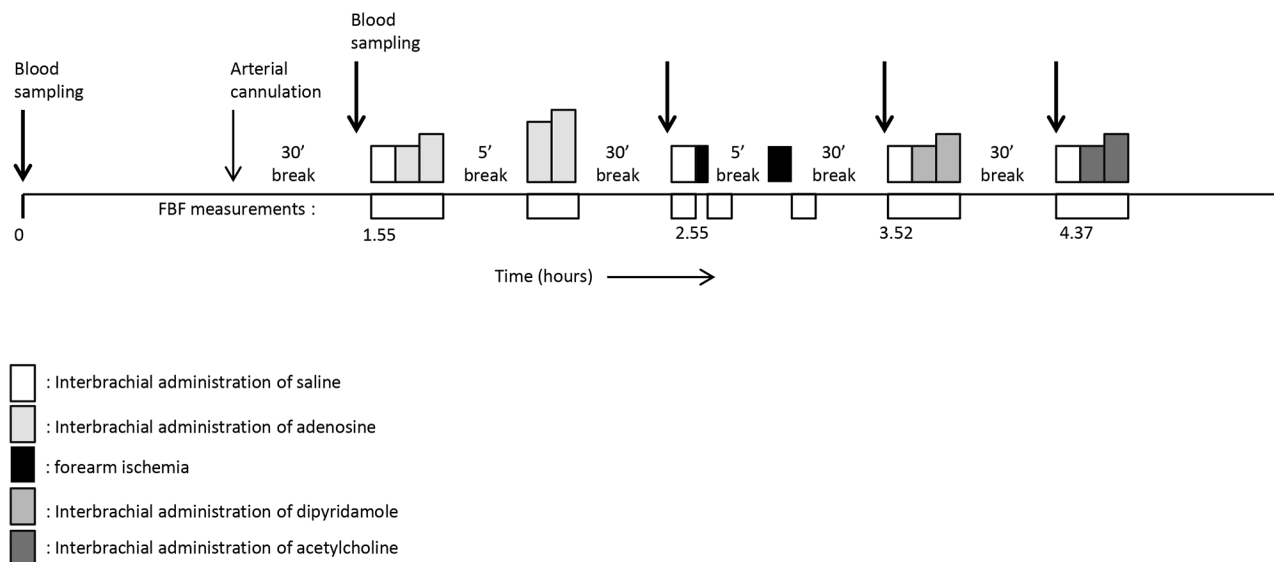 Blood
sampling
Blood
sampling
Arterial
cannulation
30’
break
5’
break
30’
break
5’
break
30’
break
30’
break
FBF measurements :
0
1.55
2.55
3.52
4.37
Time (hours)
: Interbrachial administration of saline
: Interbrachial administration of adenosine
: forearm ischemia
: Interbrachial administration of dipyridamole
: Interbrachial administration of acetylcholine